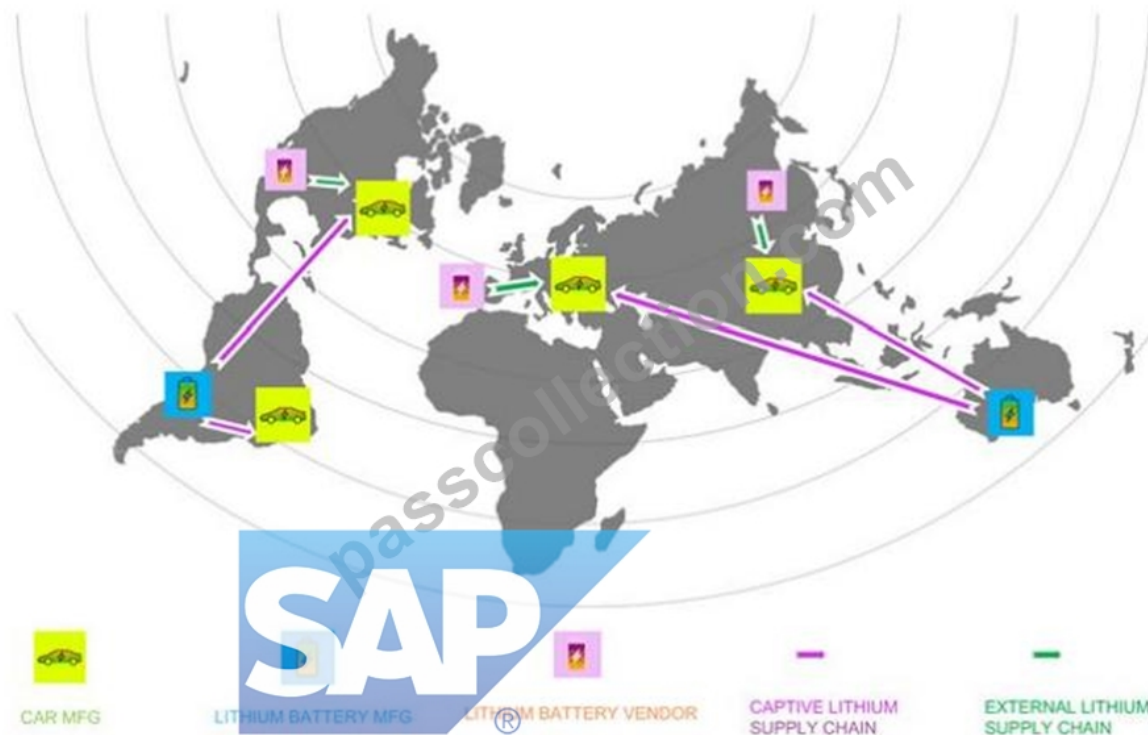 passcollection.com
SAP
®
CAR MFG
LITHIUM BATTERY MFG
LITHIUM BATTERY VENDOR
CAPTIVE LITHIUM
SUPPLY CHAIN
EXTERNAL LITHIUM
SUPPLY CHAIN